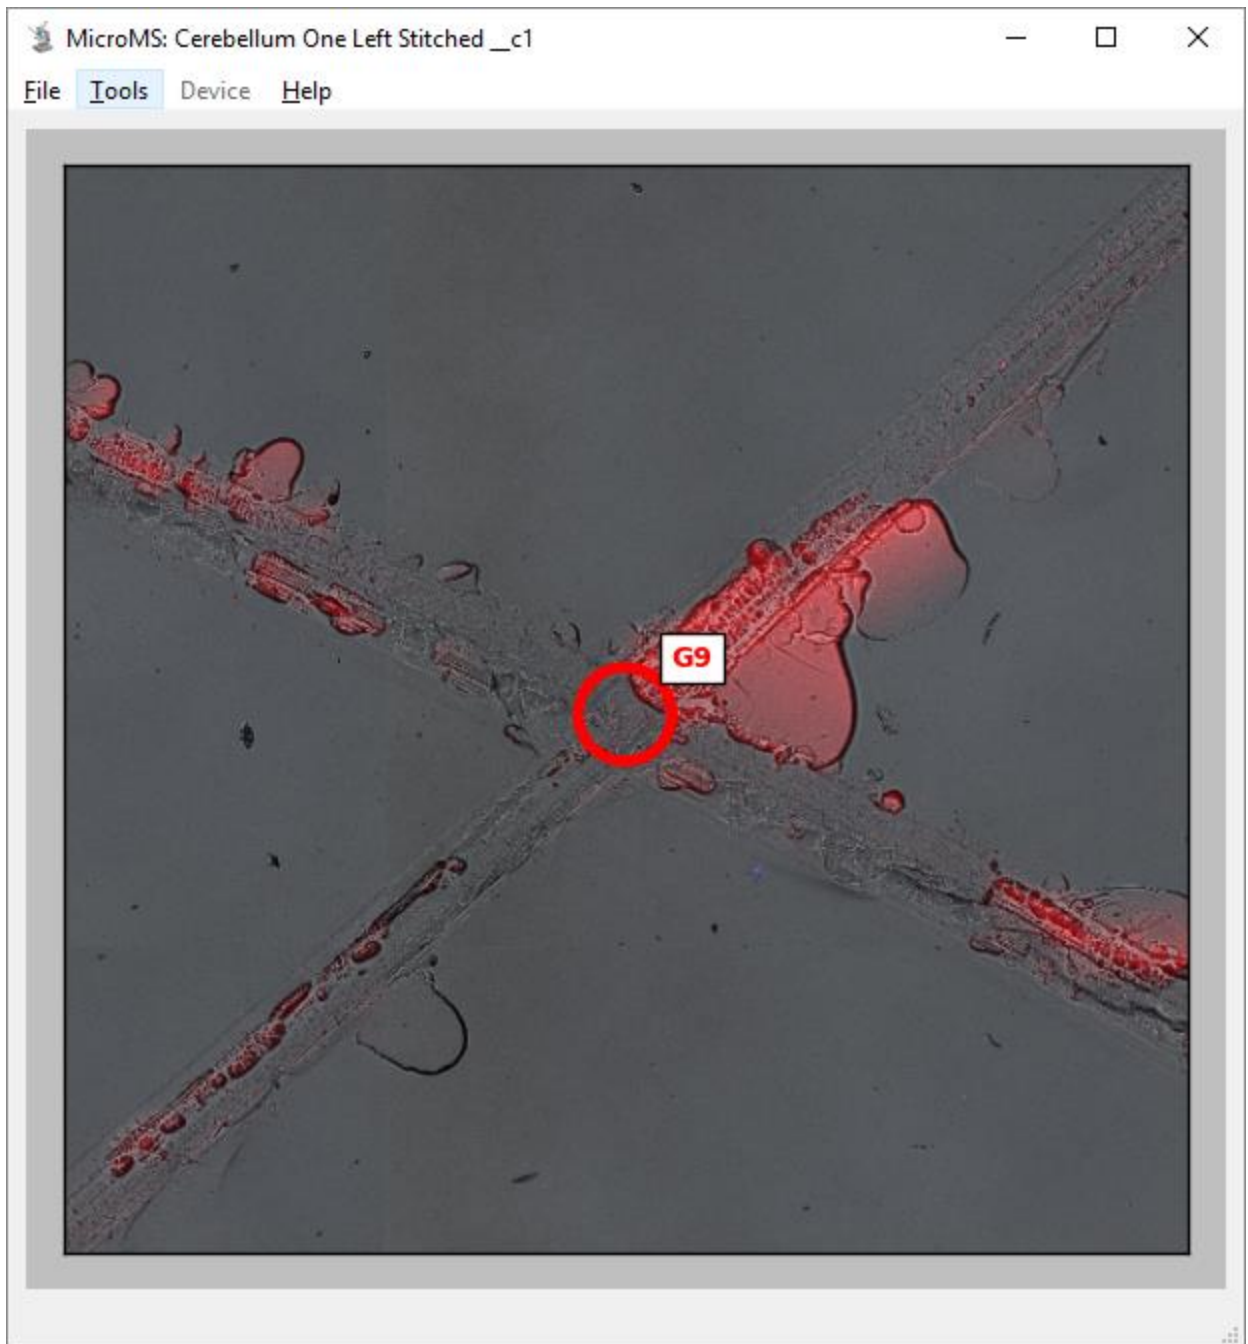 MicroMS: Cerebellum One Left Stitched __c1
File Tools Device Help
G9